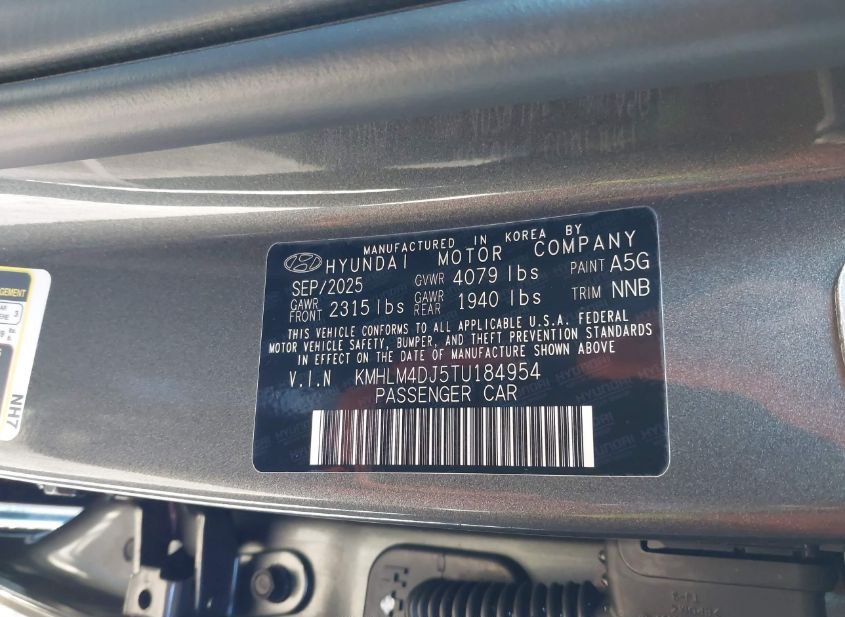 MANUFACTURED IN KOREA BY
HYUNDAI MOTOR COMPANY
SEP/2025 GVWR 4079 lbs PAINT A5G
GAWR FRONT 2315 lbs GAWR REAR 1940 lbs TRIM NNB
THIS VEHICLE CONFORMS TO ALL APPLICABLE U.S.A. FEDERAL
MOTOR VEHICLE SAFETY, BUMPER, AND THEFT PREVENTION STANDARDS
IN EFFECT ON THE DATE OF MANUFACTURE SHOWN ABOVE
V.I.N KMHLM4DJ5TU184954
PASSENGER CAR
NH7